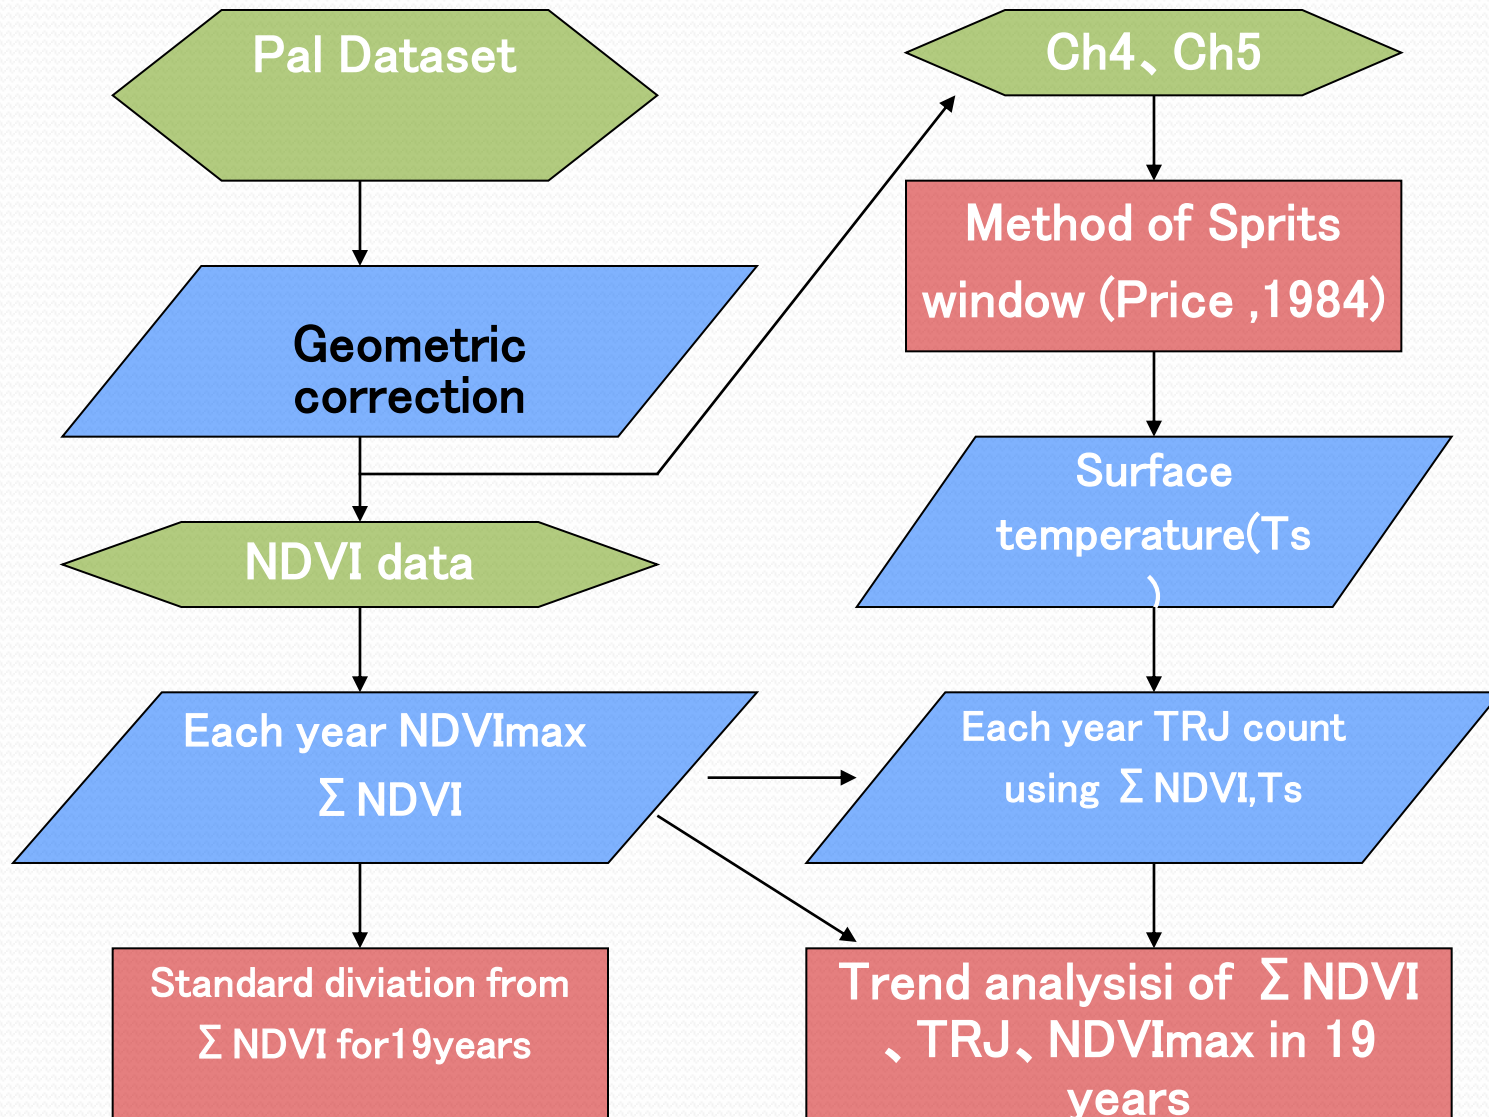 Pal Dataset
Geometric
correction
NDVI data
Each year NDVImax
Σ NDVI
Standard diviation from
Σ NDVI for19years
Ch4、Ch5
Method of Sprits
window (Price ,1984)
Surface
temperature(Ts
)
Each year TRJ count
using Σ NDVI,Ts
Trend analysisi of Σ NDVI
、TRJ、NDVImax in 19
years